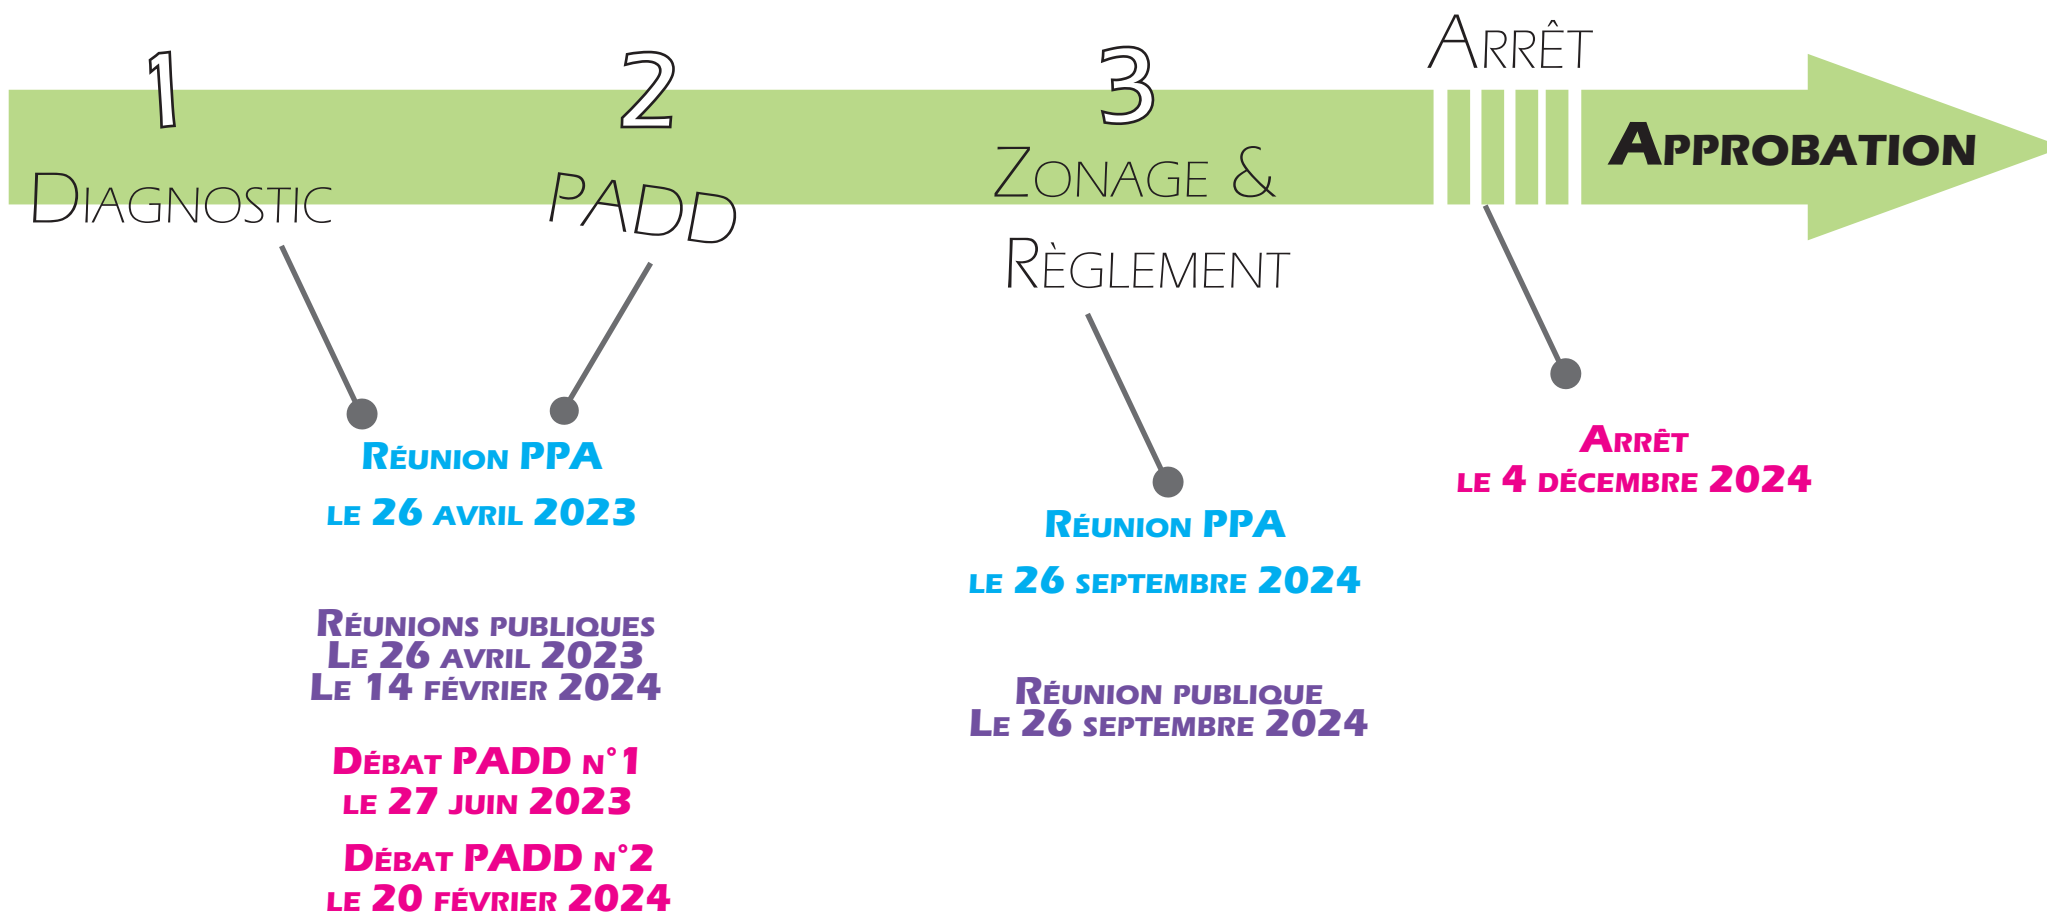 1
Diagnostic
2
PADD
3
Zonage &
Règlement
Arrêt
Approbation
Réunion PPA
le 26 avril 2023
Réunions publiques
Le 26 avril 2023
Le 14 février 2024
Débat PADD n°1
le 27 juin 2023
Débat PADD n°2
le 20 février 2024
Réunion PPA
le 26 septembre 2024
Réunion publique
Le 26 septembre 2024
Arrêt
le 4 décembre 2024